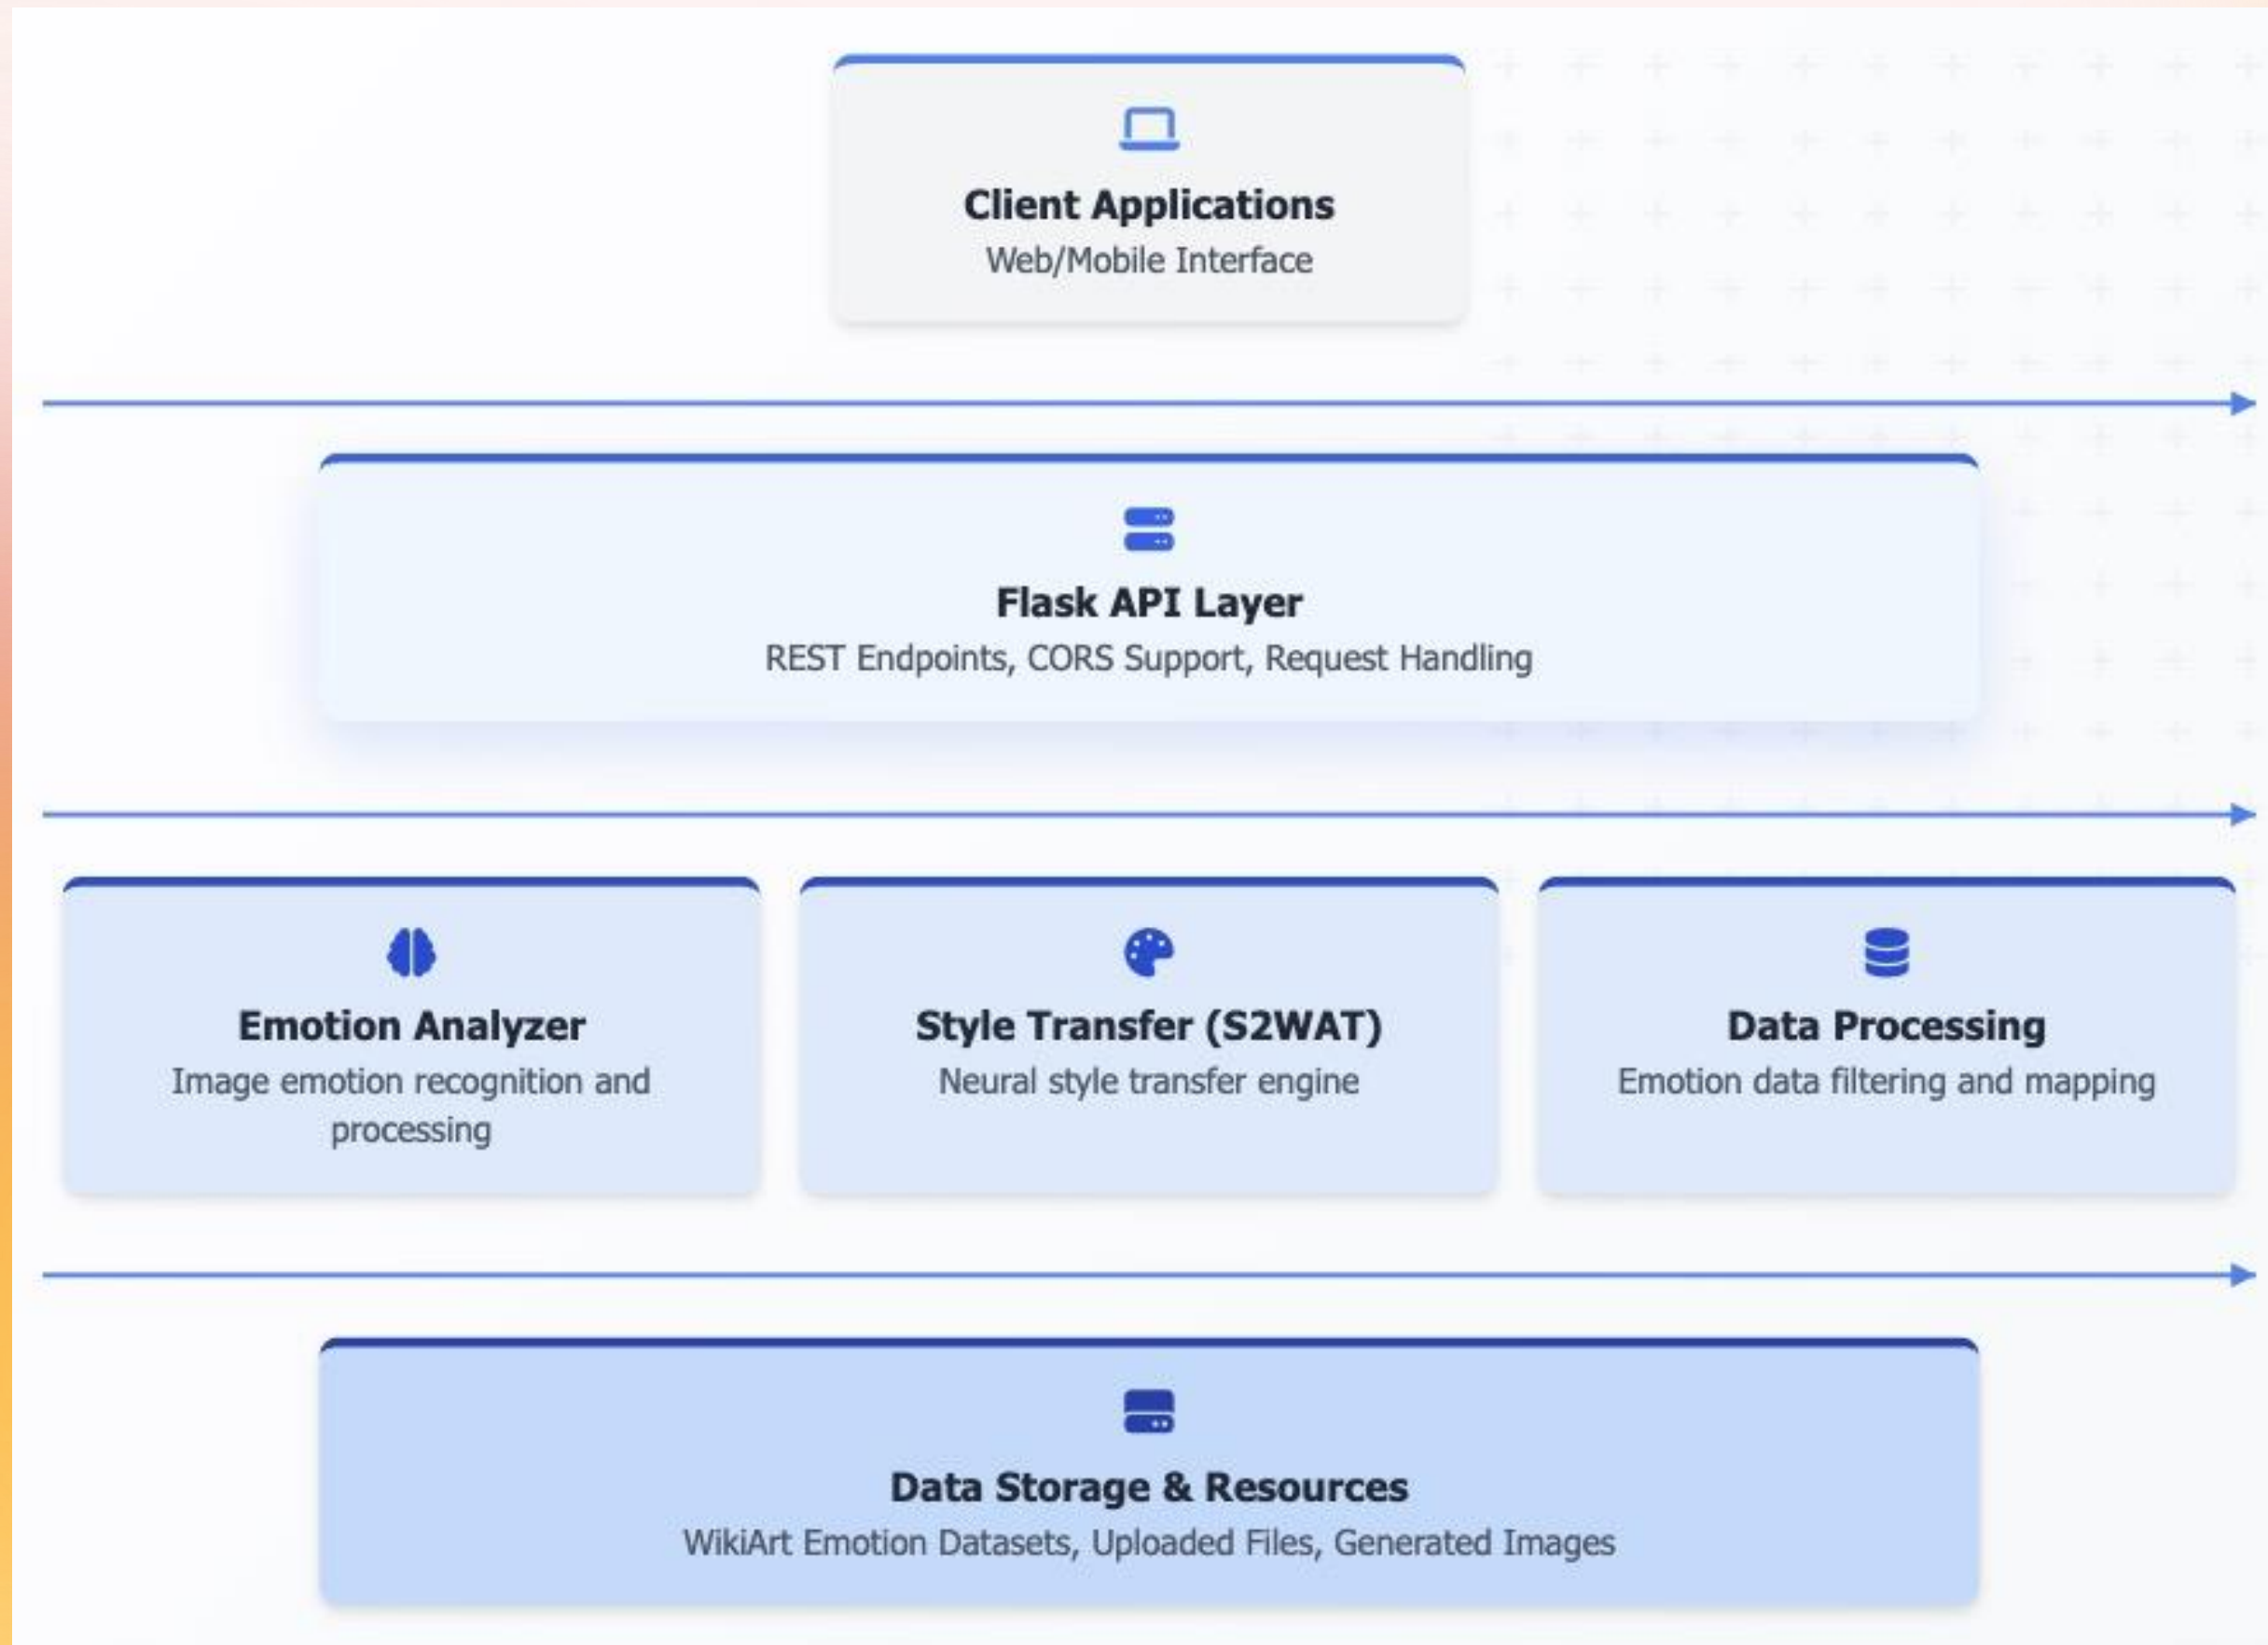 Client Applications
Web/Mobile Interface
Flask API Layer
REST Endpoints, CORS Support, Request Handling
Emotion Analyzer
Image emotion recognition and
processing
Style Transfer (S2WAT)
Neural style transfer engine
Data Processing
Emotion data filtering and mapping
Data Storage & Resources
WikiArt Emotion Datasets, Uploaded Files, Generated Images